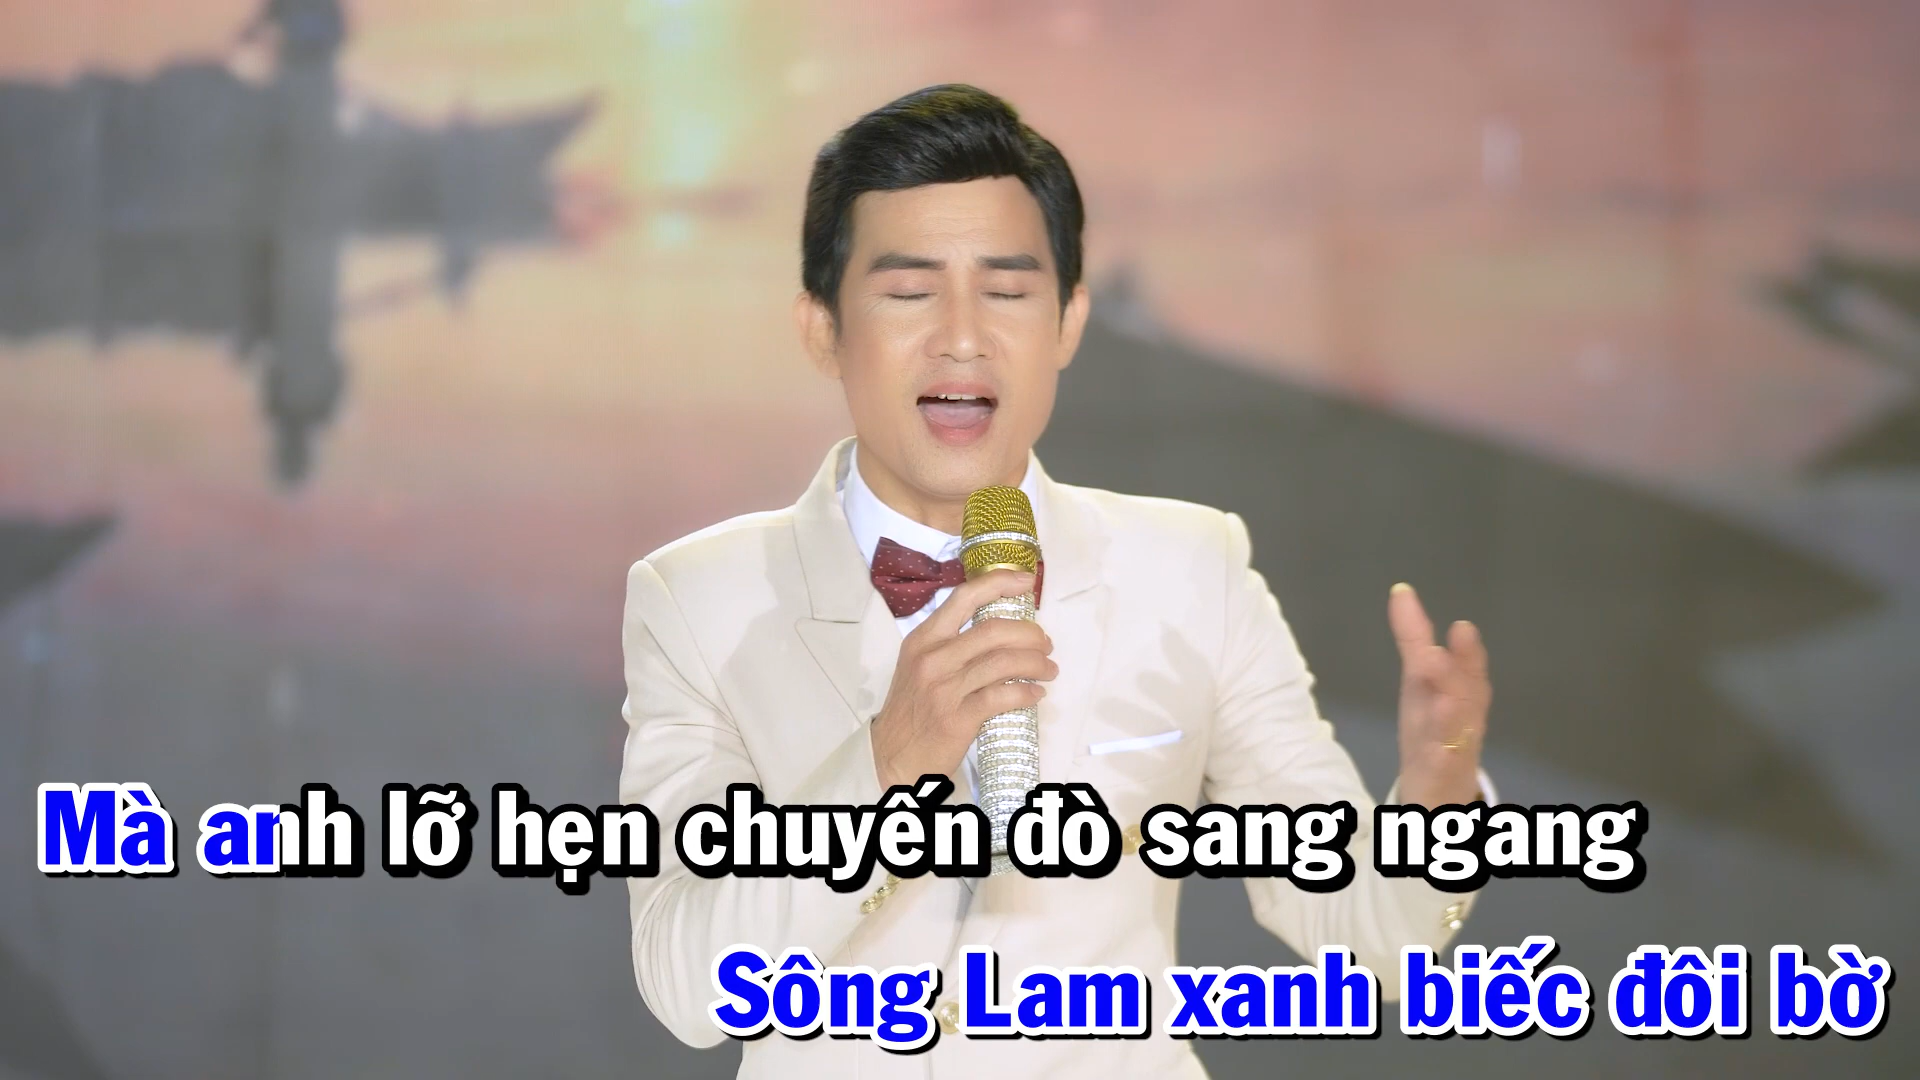 Mà anh lỡ hẹn chuyến đò sang ngang
Sông Lam xanh biếc đôi bờ